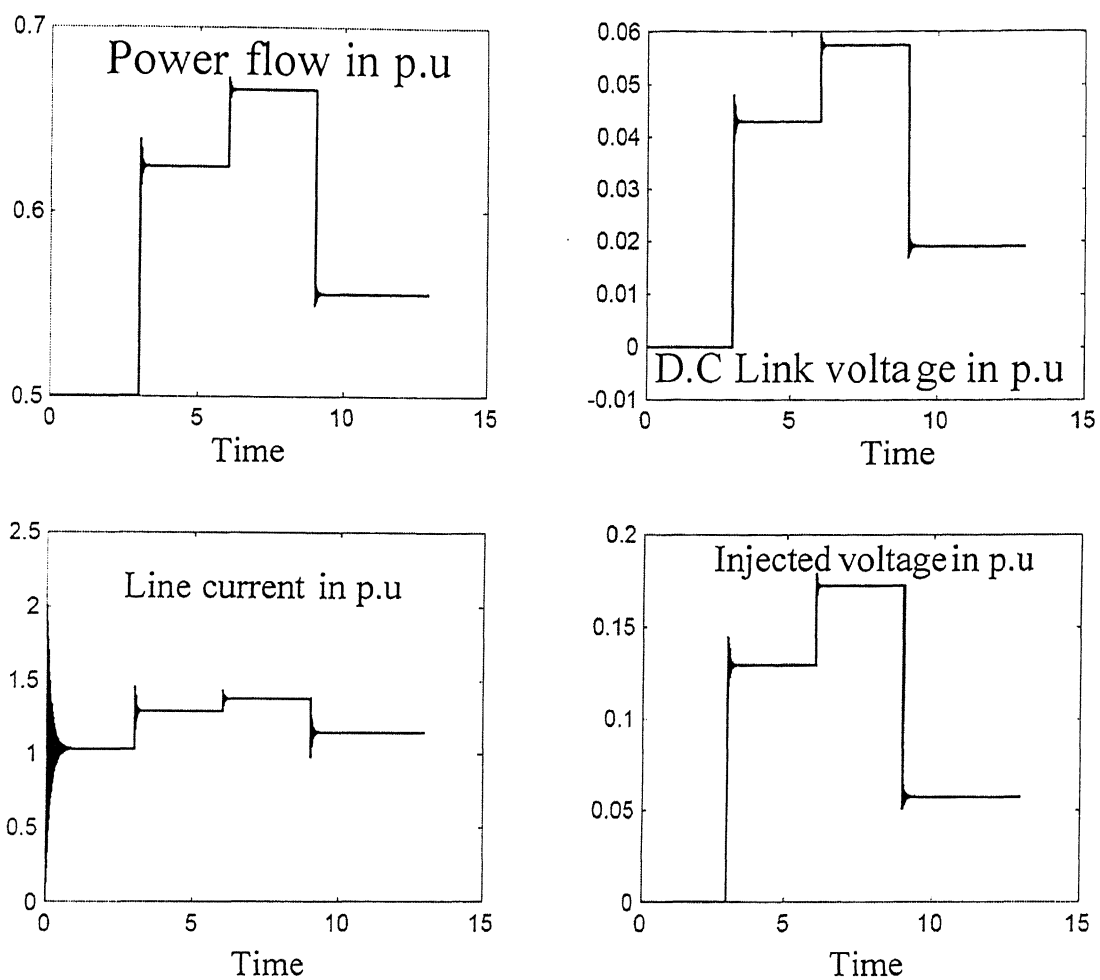 0.7
Power flow in p.u
0.6
0.5
0 5 10 15
Time
0.06
0.05
0.04
0.03
0.02
0.01
0
D.C Link voltage in p.u
-0.01
0 5 10 15
Time
2.5
Line current in p.u
2
1.5
1
0.5
0
0 5 10 15
Time
0.2
Injected voltage in p.u
0.15
0.1
0.05
0
0 5 10 15
Time